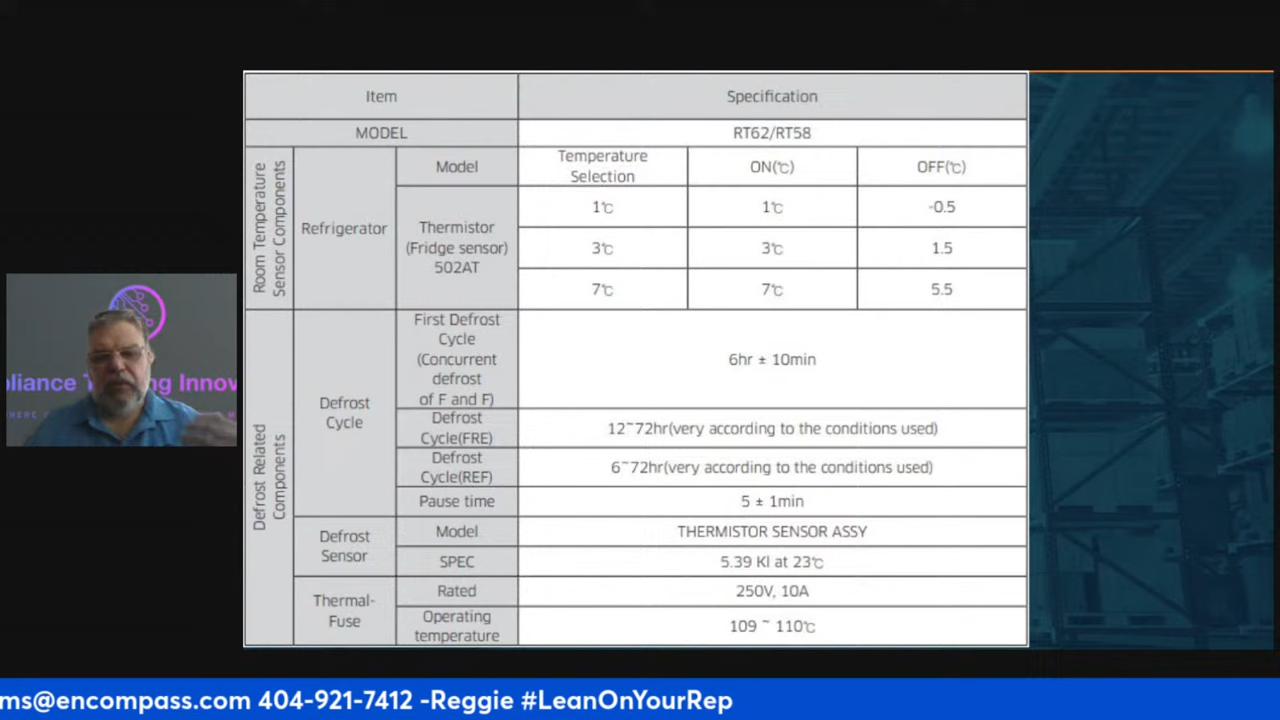 Item
Specification
MODEL
RT62/RT58
Room Temperature
Sensor Components
Refrigerator
Model
Temperature
Selection
ON(℃)
OFF(℃)
Thermistor
(Fridge sensor)
502AT
1℃
1℃
-0.5
3℃
3℃
1.5
7℃
7℃
5.5
Defrost Related
Components
Defrost
Cycle
First Defrost
Cycle
(Concurrent
defrost
of F and F)
6hr ± 10min
Defrost
Cycle(FRE)
12~72hr(very according to the conditions used)
Defrost
Cycle(REF)
6~72hr(very according to the conditions used)
Pause time
5 ± 1min
Defrost
Sensor
Model
THERMISTOR SENSOR ASSY
SPEC
5.39 Kl at 23℃
Thermal-
Fuse
Rated
250V, 10A
Operating
temperature
109 ~ 110℃
pliance T ng Innov
ms@encompass.com 404-921-7412 -Reggie #LeanOnYourRep